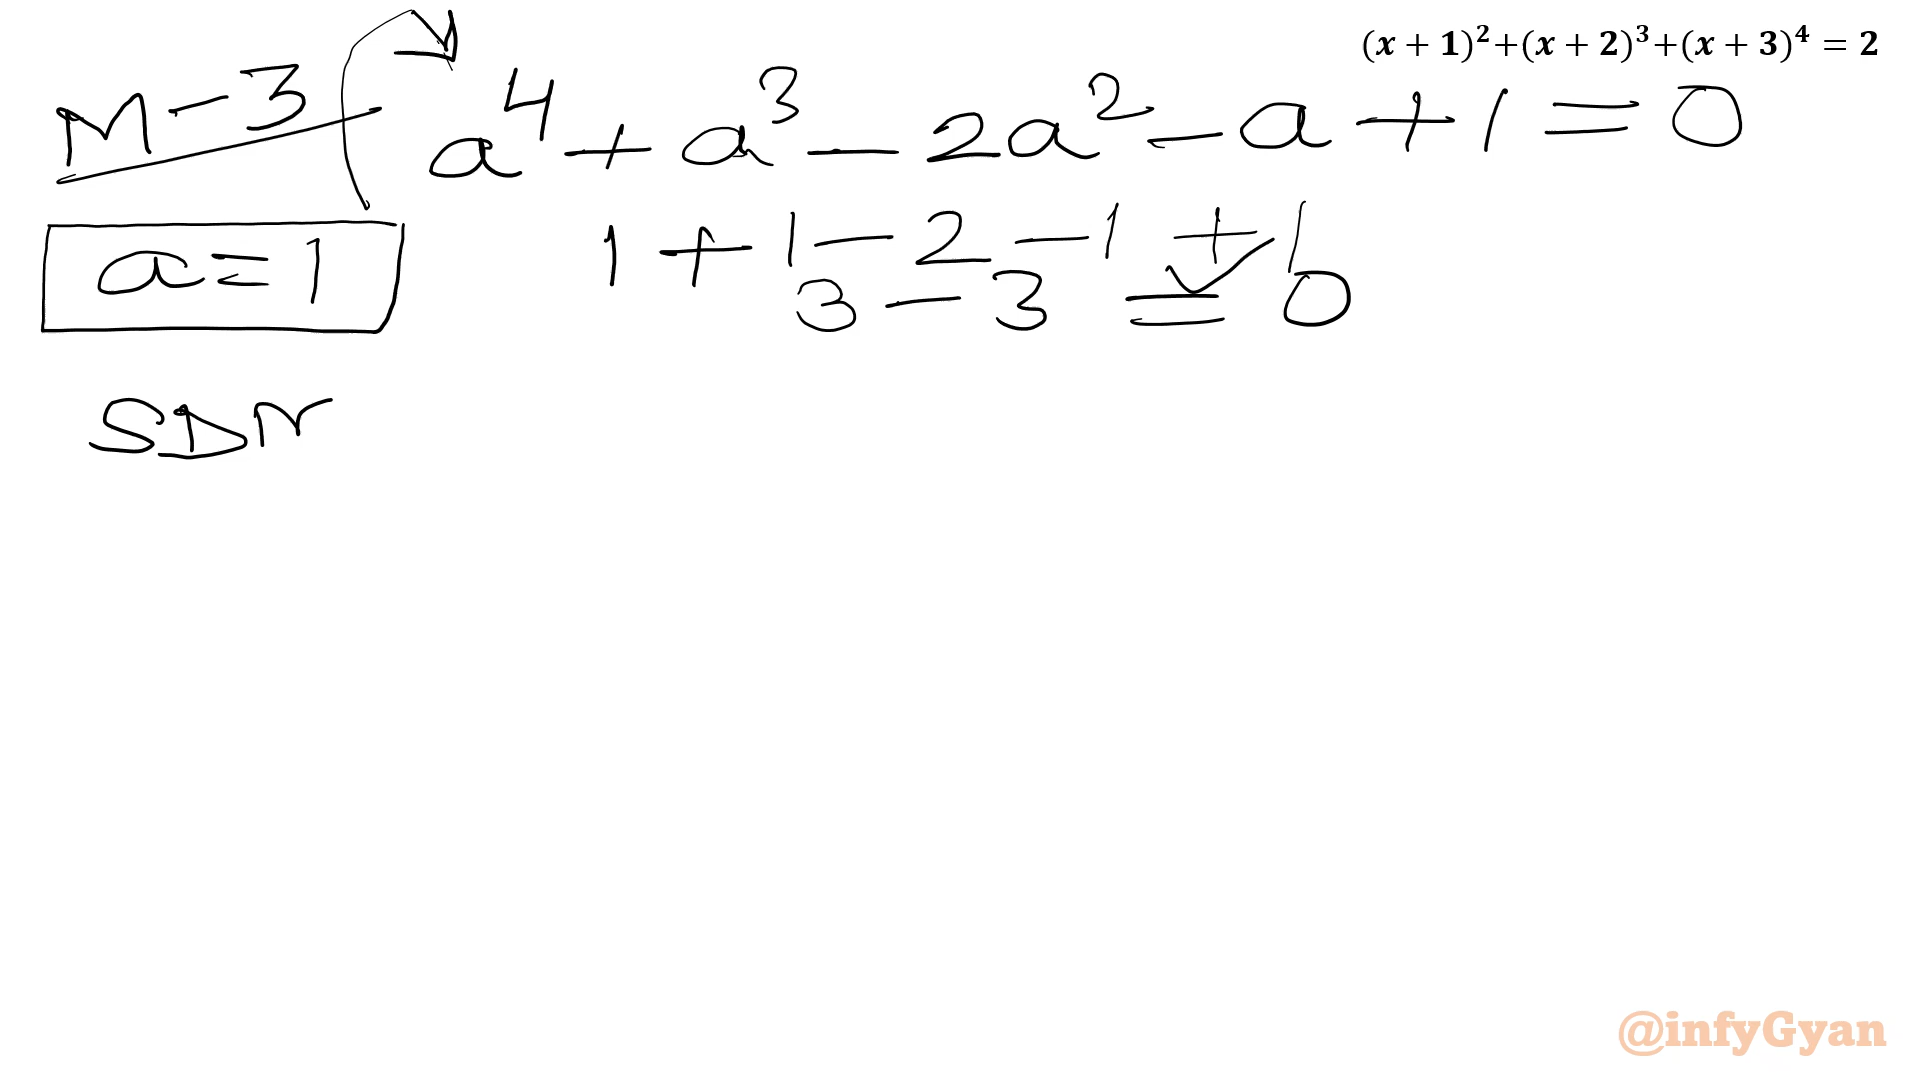 (x + 1)²+(x + 2)³+(x + 3)⁴ = 2
M-3
a⁴ + a³ - 2a² - a + 1 = 0
a = 1
1 + 1 - 2 - 1 + 1
3 - 3 = 0
SDM
@infyGyan